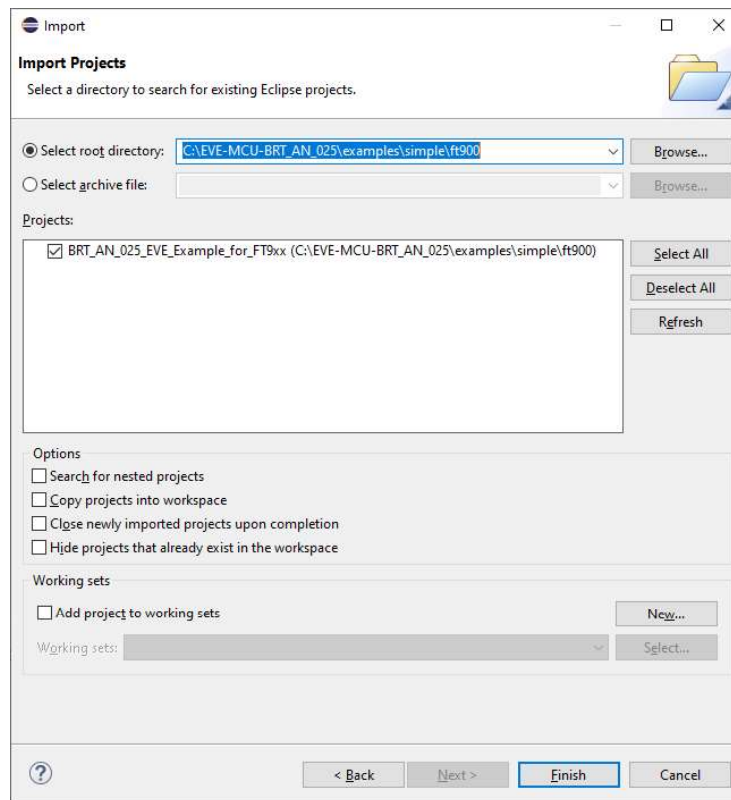 Import
Import Projects
Select a directory to search for existing Eclipse projects.
Select root directory: C:\EVE-MCU-BRT_AN_025\examples\simple\ft900 Browse...
Select archive file: Browse...
Projects:
BRT_AN_025_EVE_Example_for_FT9xx (C:\EVE-MCU-BRT_AN_025\examples\simple\ft900)
Select All
Deselect All
Refresh
Options
Search for nested projects
Copy projects into workspace
Close newly imported projects upon completion
Hide projects that already exist in the workspace
Working sets
Add project to working sets New...
Working sets: Select...
? < Back Next > Finish Cancel